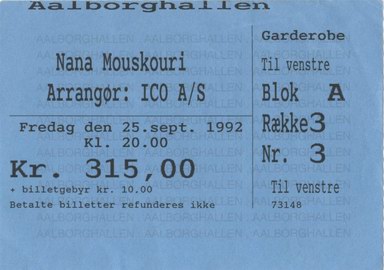 Aalborghallen
Nana Mouskouri
Arrangør: ICO A/S
Fredag den 25.sept. 1992
Kl. 20.00
Kr. 315,00
+ billetgebyr kr. 10.00
Betalte billetter refunderes ikke
Garderobe
Til venstre
Blok A
Række 3
Nr. 3
Til venstre
73148